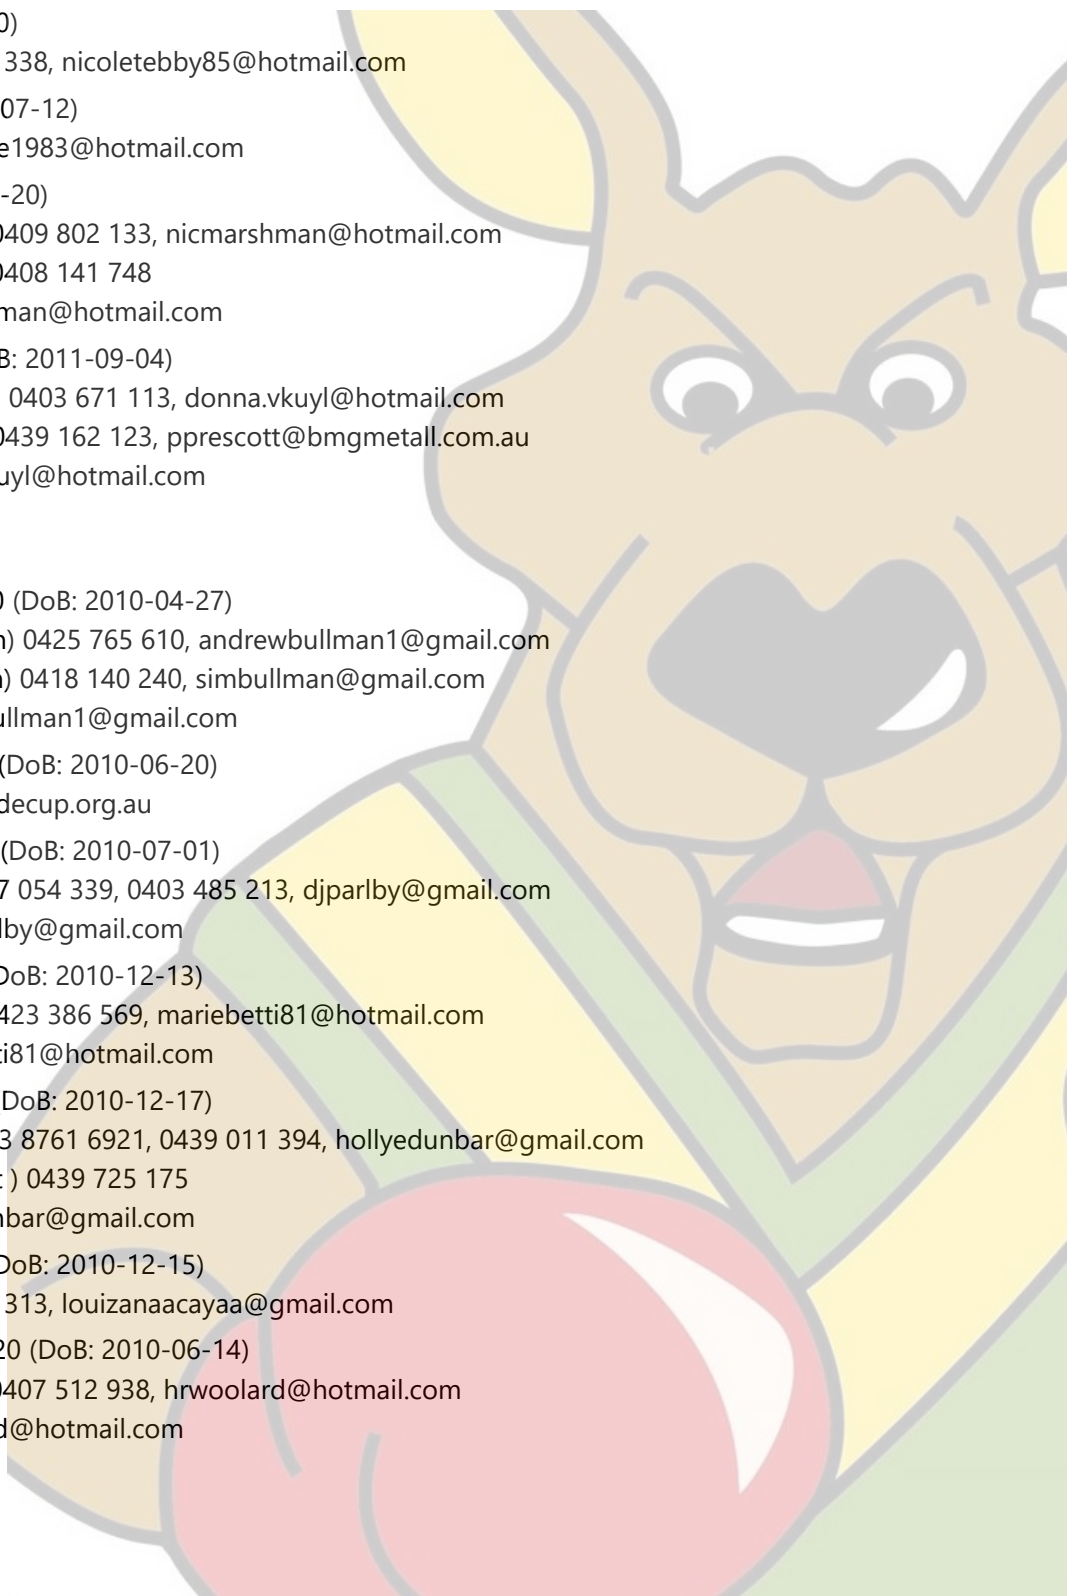 0)
338, nicoletebby85@hotmail.com
07-12)
e1983@hotmail.com
-20)
0409 802 133, nicmarshman@hotmail.com
0408 141 748
man@hotmail.com
B: 2011-09-04)
0403 671 113, donna.vkuyl@hotmail.com
0439 162 123, pprescott@bmgmetall.com.au
uyl@hotmail.com
0 (DoB: 2010-04-27)
n) 0425 765 610, andrewbullman1@gmail.com
n) 0418 140 240, simbullman@gmail.com
ullman1@gmail.com
(DoB: 2010-06-20)
decup.org.au
(DoB: 2010-07-01)
7 054 339, 0403 485 213, djparlby@gmail.com
lby@gmail.com
DoB: 2010-12-13)
423 386 569, mariebetti81@hotmail.com
ti81@hotmail.com
(DoB: 2010-12-17)
3 8761 6921, 0439 011 394, hollyedunbar@gmail.com
t ) 0439 725 175
nbar@gmail.com
DoB: 2010-12-15)
313, louizanaacayaa@gmail.com
20 (DoB: 2010-06-14)
0407 512 938, hrwoolard@hotmail.com
d@hotmail.com